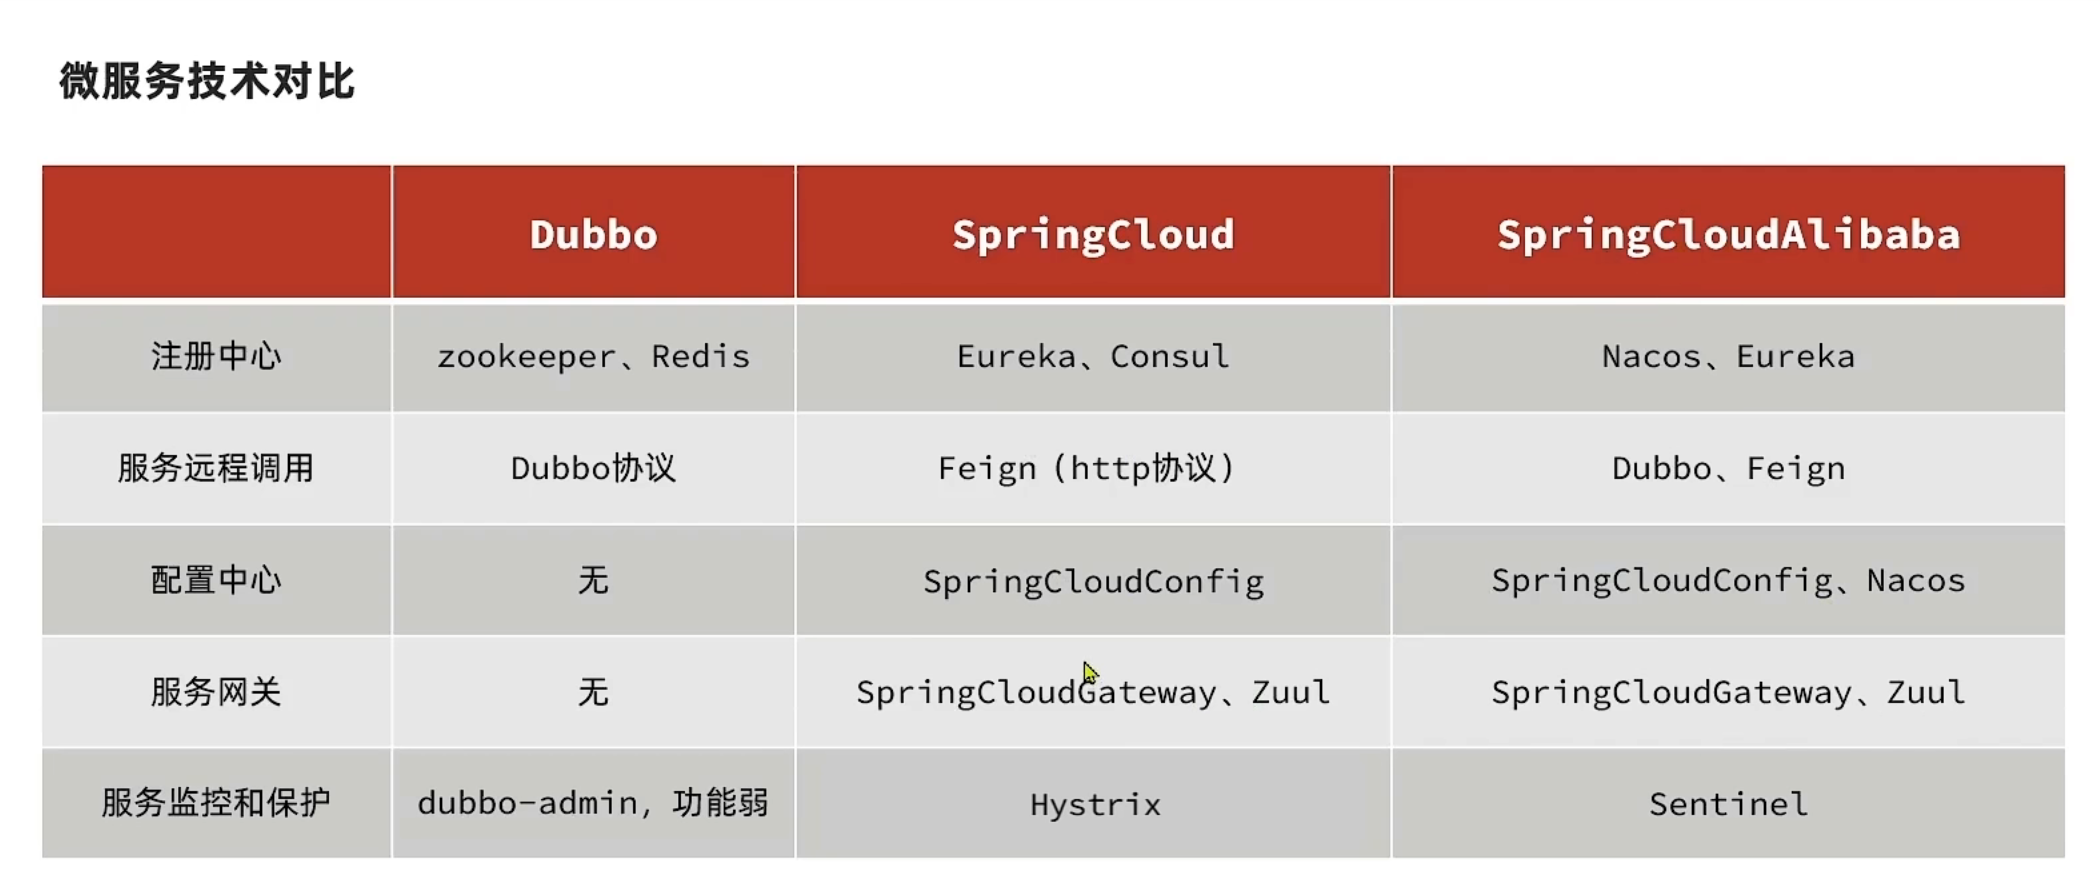 微服务技术对比
Dubbo SpringCloud SpringCloudAlibaba
注册中心 zookeeper、Redis Eureka、Consul Nacos、Eureka
服务远程调用 Dubbo协议 Feign（http协议） Dubbo、Feign
配置中心 无 SpringCloudConfig SpringCloudConfig、Nacos
服务网关 无 SpringCloudGateway、Zuul SpringCloudGateway、Zuul
服务监控和保护 dubbo-admin，功能弱 Hystrix Sentinel